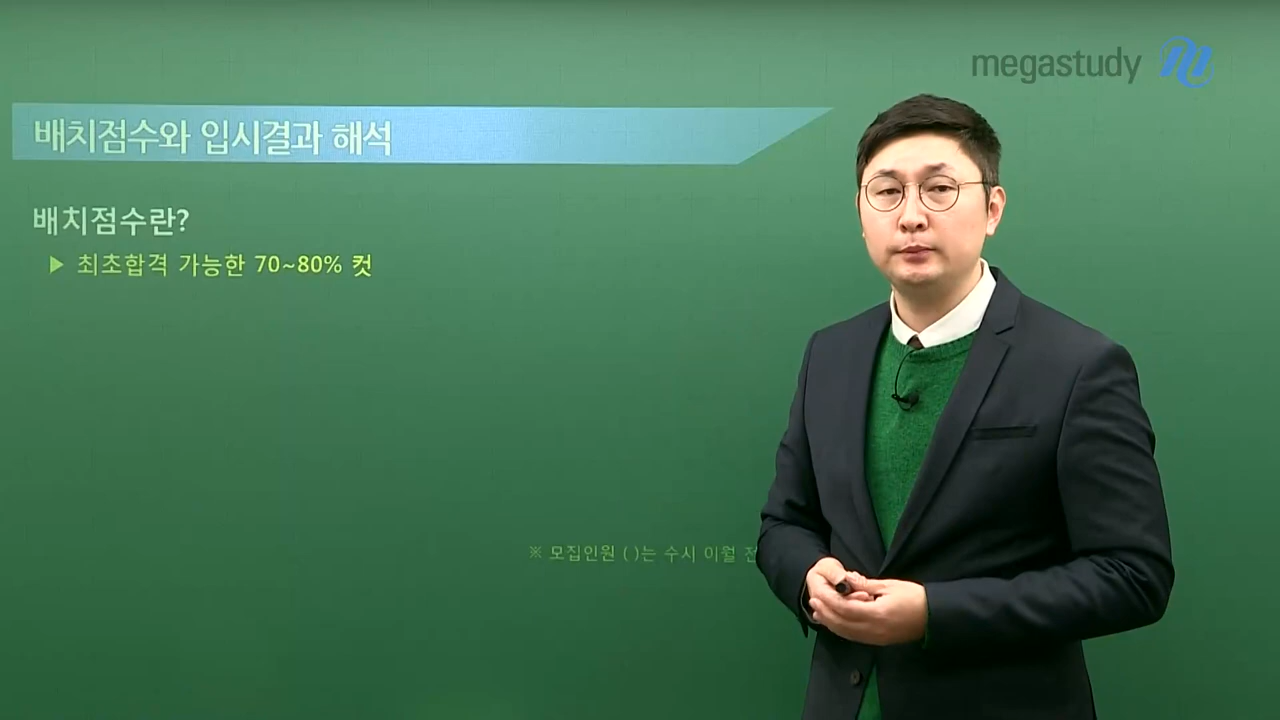 megastudy
배치점수와 입시결과 해석
배치점수란?
▶ 최초합격 가능한 70~80% 컷
※ 모집인원 ( )는 수시 이월